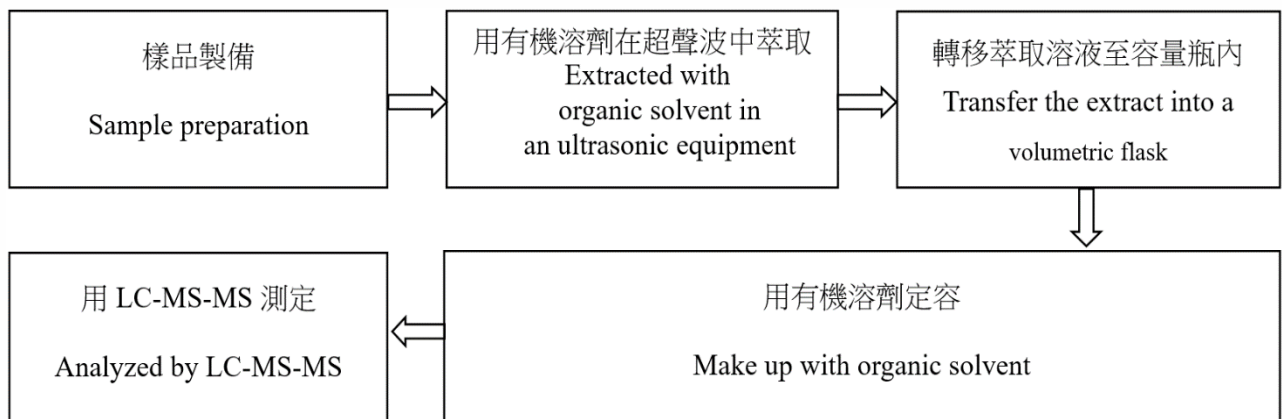 樣品製備
Sample preparation
用有機溶劑在超聲波中萃取
Extracted with
organic solvent in
an ultrasonic equipment
轉移萃取溶液至容量瓶內
Transfer the extract into a
volumetric flask
用有機溶劑定容
Make up with organic solvent
用 LC-MS-MS 測定
Analyzed by LC-MS-MS